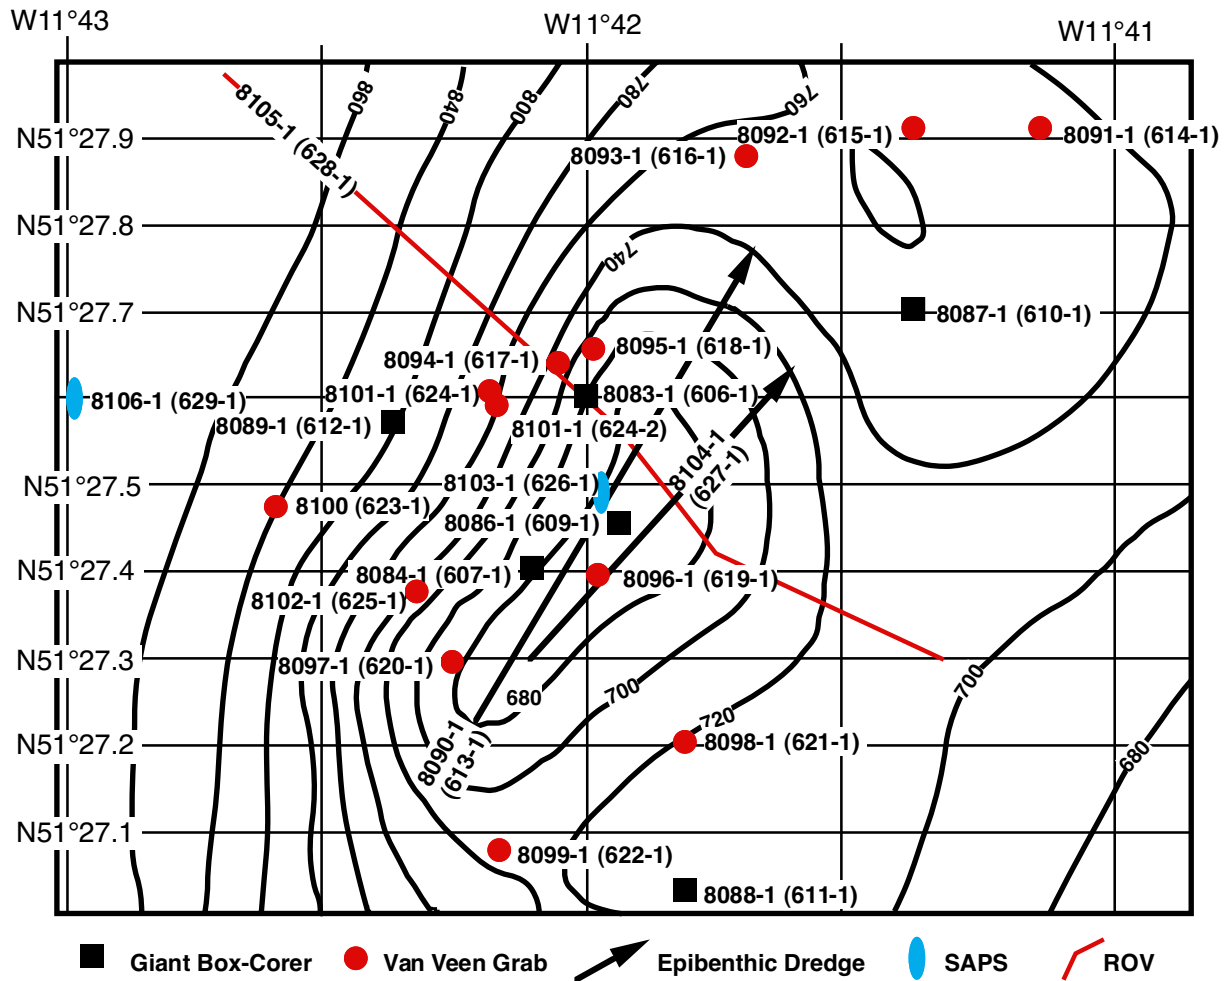 W11°43
W11°42
W11°41
860
840
800
780
760
8105-1 (628-1)
N51°27.9
8092-1 (615-1)
8091-1 (614-1)
8093-1 (616-1)
N51°27.8
740
N51°27.7
8087-1 (610-1)
8095-1 (618-1)
8094-1 (617-1)
8101-1 (624-1)
8083-1 (606-1)
8106-1 (629-1)
8089-1 (612-1)
8101-1 (624-2)
8104-1
(627-1)
N51°27.5
8103-1 (626-1)
8100 (623-1)
8086-1 (609-1)
N51°27.4
8084-1 (607-1)
8096-1 (619-1)
8102-1 (625-1)
N51°27.3
8097-1 (620-1)
680
700
700
720
N51°27.2
8090-1
(613-1)
8098-1 (621-1)
680
N51°27.1
8099-1 (622-1)
8088-1 (611-1)
Giant Box-Corer
Van Veen Grab
Epibenthic Dredge
SAPS
ROV